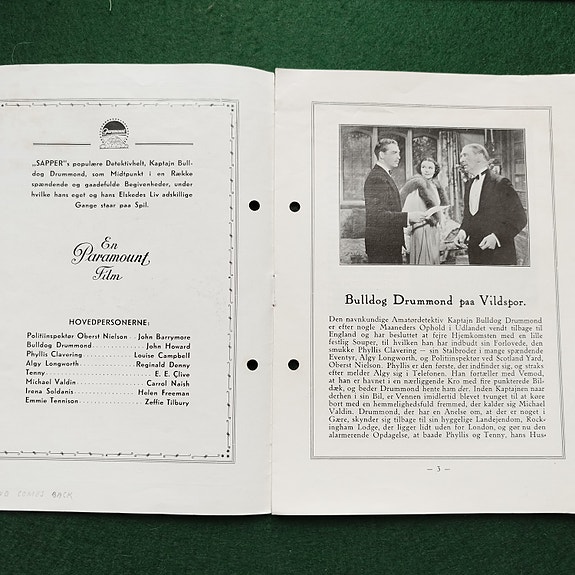 Paramount
„SAPPER"s populære Detektivhelt, Kaptajn Bull-
dog Drummond, som Midtpunkt i en Række
spændende og gaadefulde Begivenheder, under
hvilke hans eget og hans Elskedes Liv adskillige
Gange staar paa Spil.
En
Paramount
Film
HOVEDPERSONERNE:
Politiinspektør Oberst Nielson.. John Barrymore
Bulldog Drummond............ John Howard
Phyllis Clavering............ Louise Campbell
Algy Longworth............ Reginald Denny
Tenny........................ E. E. Clive
Michael Valdin............ Carrol Naish
Irena Soldanis............ Helen Freeman
Emmie Tennison............ Zeffie Tilbury
COMES BACK
Bulldog Drummond paa Vildspor.
Den navnkundige Amatørdetektiv Kaptajn Bulldog Drummond
er efter nogle Maaneders Ophold i Udlandet vendt tilbage til
England og har besluttet at fejre Hjemkomsten med en lille
festlig Souper, til hvilken han har indbudt sin Forlovede, den
smukke Phyllis Clavering — sin Stalbroder i mange spændende
Eventyr, Algy Longworth, og Politiinspektør ved Scotland Yard,
Oberst Nielson. Phyllis er den første, der indfinder sig, og straks
efter melder Algy sig i Telefonen. Han fortæller med Vemod,
at han er havnet i en nærliggende Kro med fire punkterede Bil-
dæk, og beder Drummond hente ham der. Inden Kaptajnen naar
derhen i sin Bil, er Vennen imidlertid blevet tvunget til at køre
bort med en hemmelighedsfuld fremmed, der kalder sig Michael
Valdin. Drummond, der har en Anelse om, at der er noget i
Gære, skynder sig tilbage til sin hyggelige Landejendom, Rock-
ingham Lodge, der ligger lidt uden for London, og gør nu den
alarmerende Opdagelse, at baade Phyllis og Tenny, hans Hus-
— 3 —